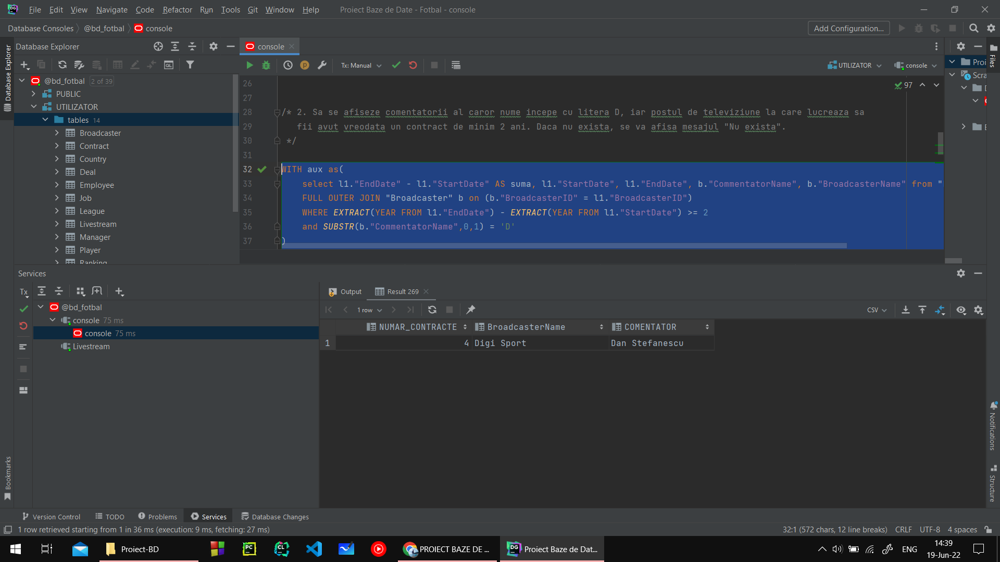 File Edit View Navigate Code Refactor Run Tools Git Window Help Proiect Baze de Date - Fotbal - console
Database Consoles @bd_fotbal console Add Configuration...
Database Explorer
console
Tx: Manual UTILIZATOR console
@bd_fotbal 2 of 39
PUBLIC
UTILIZATOR
tables 14
Broadcaster
Contract
Country
Deal
Employee
Job
League
Livestream
Manager
Player
Ranking
97
26
27
28 /* 2. Sa se afiseze comentatorii al caror nume incepe cu litera D, iar postul de televiziune la care lucreaza sa
29 fii avut vreodata un contract de minim 2 ani. Daca nu exista, se va afisa mesajul "Nu exista".
30 */
31
32 WITH aux as(
33 select l1."EndDate" - l1."StartDate" AS suma, l1."StartDate", l1."EndDate", b."CommentatorName", b."BroadcasterName" from "
34 FULL OUTER JOIN "Broadcaster" b on (b."BroadcasterID" = l1."BroadcasterID")
35 WHERE EXTRACT(YEAR FROM l1."EndDate") - EXTRACT(YEAR FROM l1."StartDate") >= 2
36 and SUBSTR(b."CommentatorName",0,1) = 'D'
37 )
Proi
Scra
Database Explorer
Bookmarks
Files
Notifications
Structure
Services
Tx
@bd_fotbal
console 75 ms
console 75 ms
Livestream
Output Result 269
1 row CSV
NUMAR_CONTRACTE BroadcasterName COMENTATOR
1 4 Digi Sport Dan Stefanescu
Version Control TODO Problems Services Database Changes
1 row retrieved starting from 1 in 36 ms (execution: 9 ms, fetching: 27 ms) 32:1 (572 chars, 12 line breaks) CRLF UTF-8 4 spaces
Proiect-BD PROIECT BAZE DE ... Proiect Baze de Dat... ENG
14:39
19-Jun-22